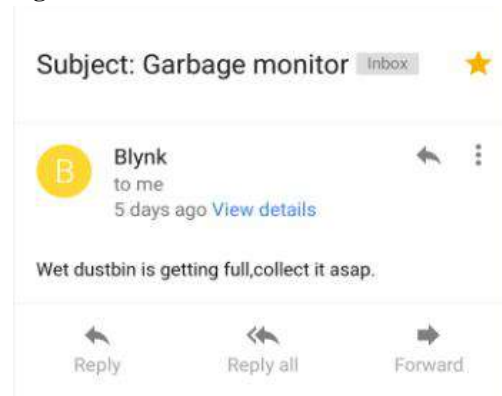 Subject: Garbage monitor Inbox
B
Blynk
to me
5 days ago View details
Wet dustbin is getting full,collect it asap.
Reply Reply all Forward